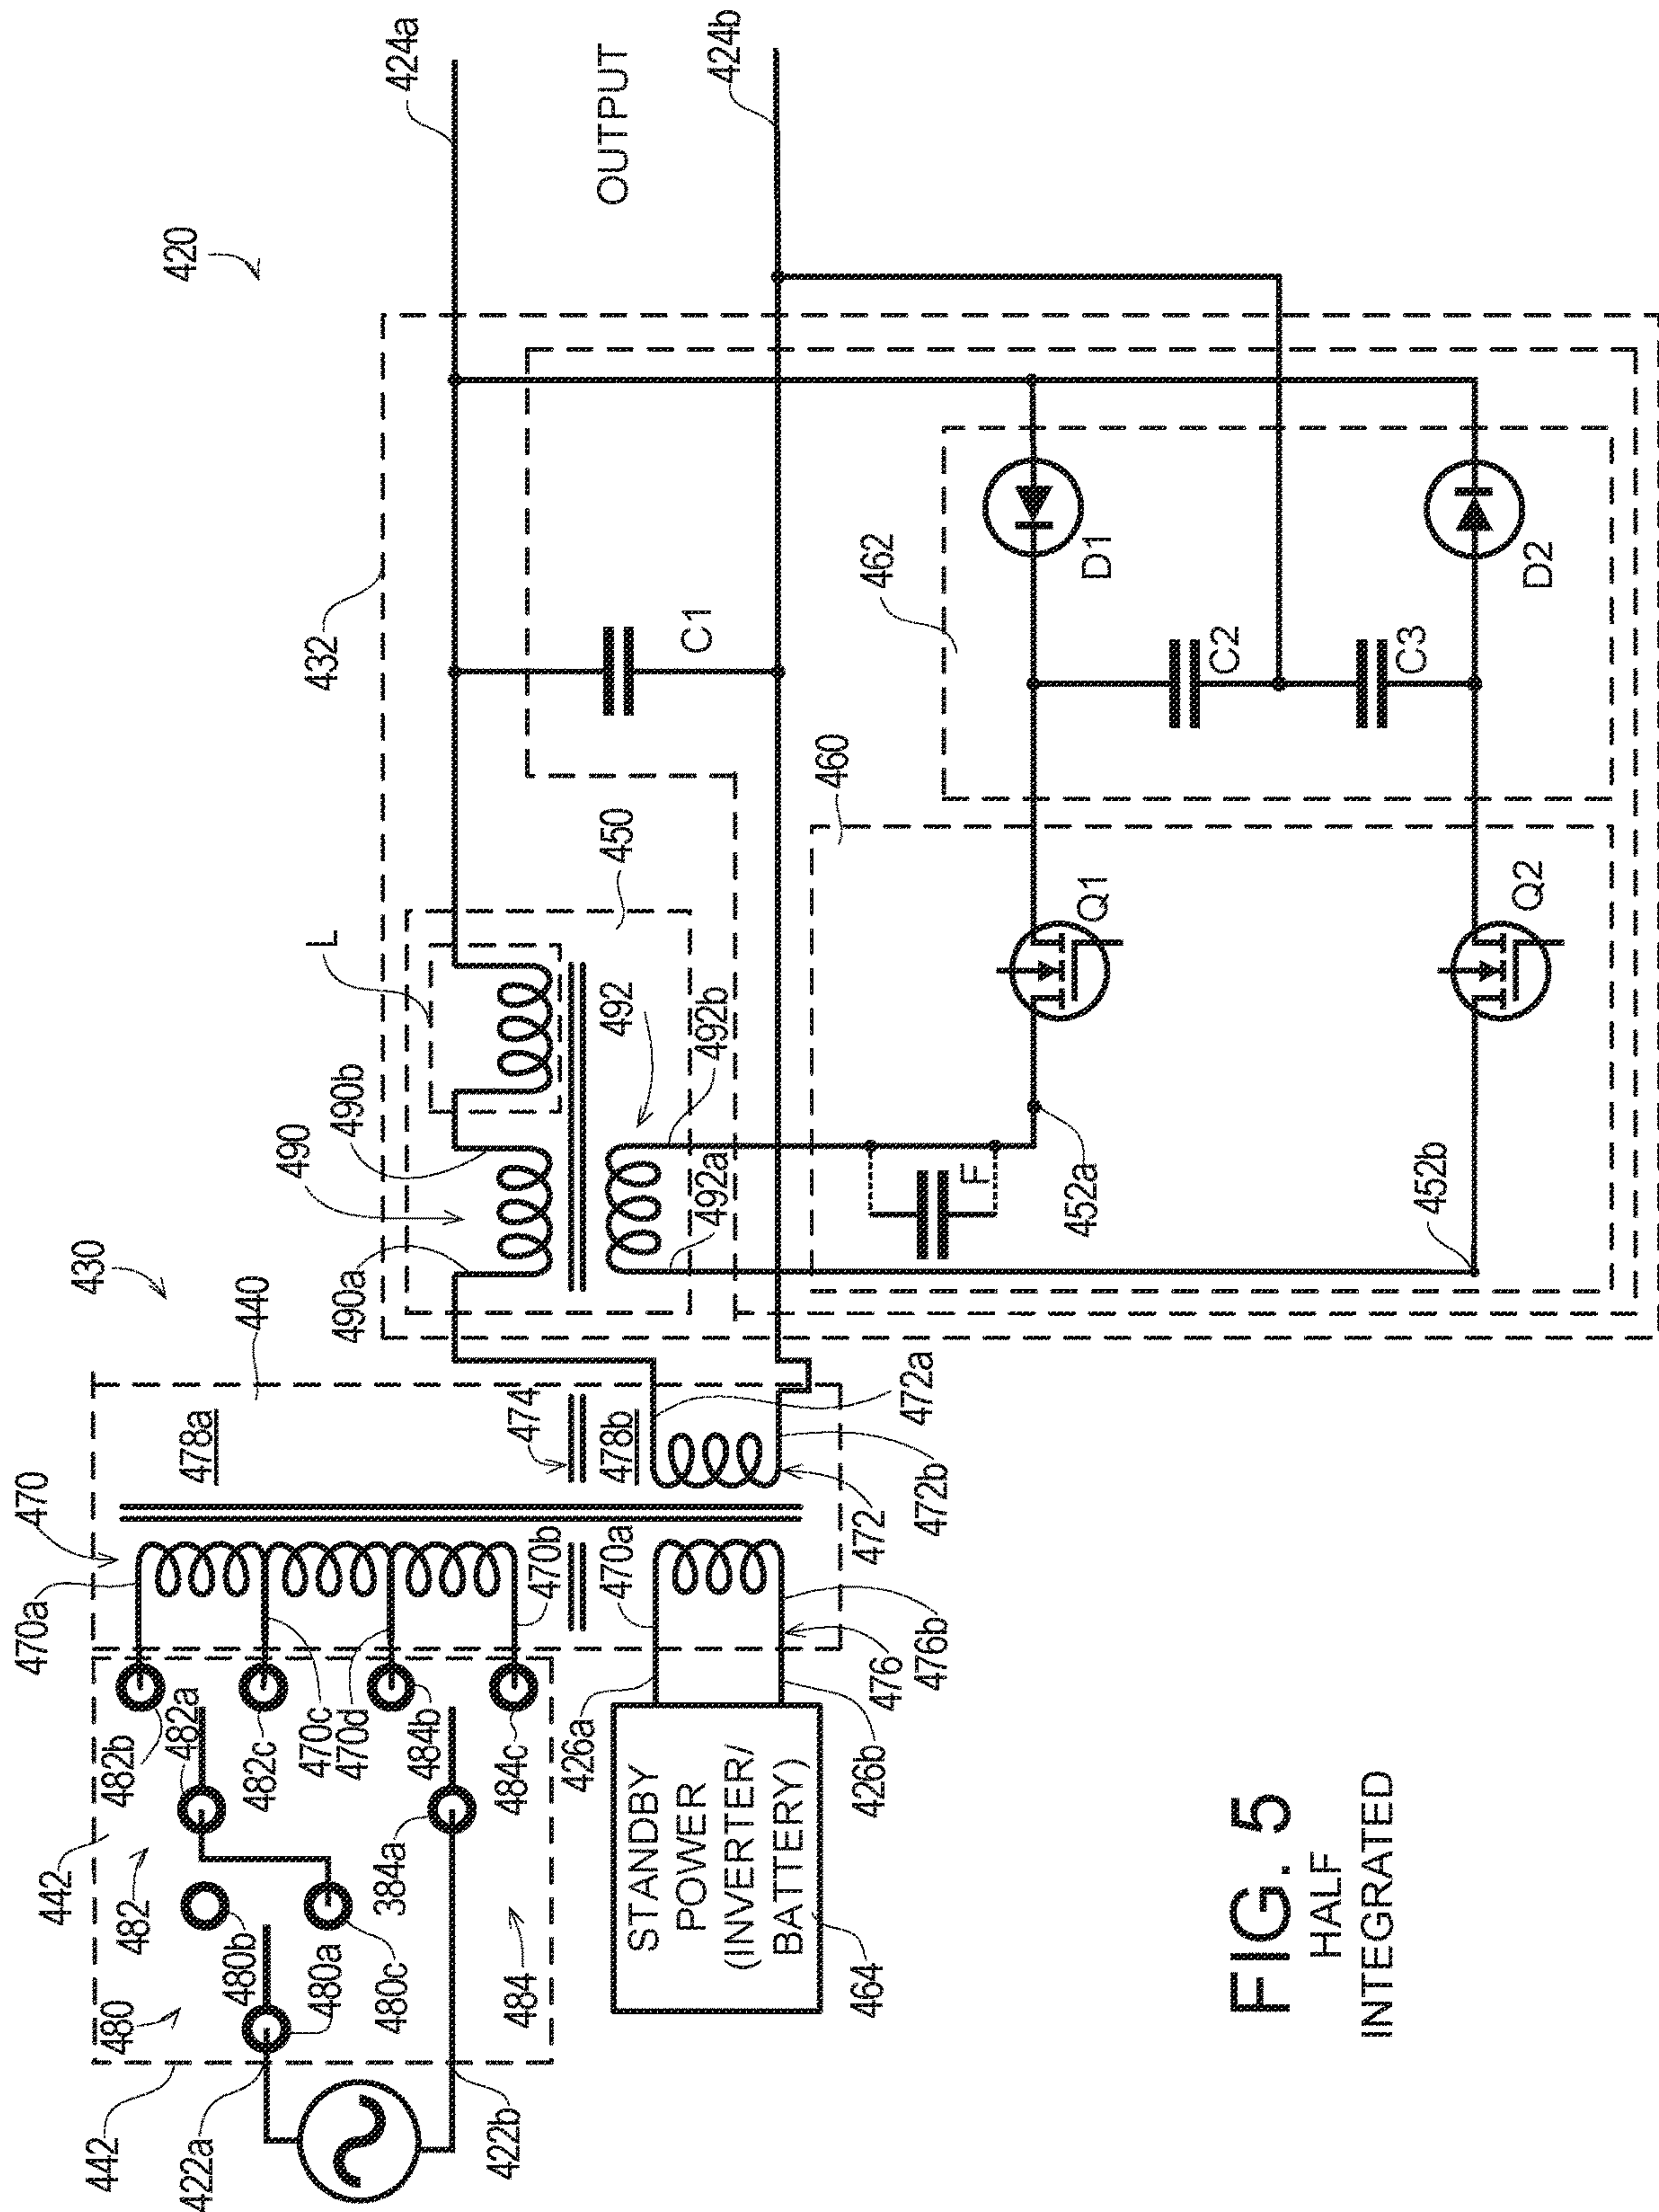 420
424a
OUTPUT
424b
432
L
490
490b
490a
450
492
492b
492a
C1
430
440
478a
474
478b
472a
472b
472
470
470a
470b
470a
476
476b
460
462
D1
C2
C3
D2
Q1
Q2
F
452a
452b
442
482
482b
482a
482c
470c
470d
484b
484c
384a
480
480b
480a
480c
484
442
422a
422b
426a
426b
STANDBY
POWER
(INVERTER/
BATTERY)
464
FIG. 5
HALF
INTEGRATED